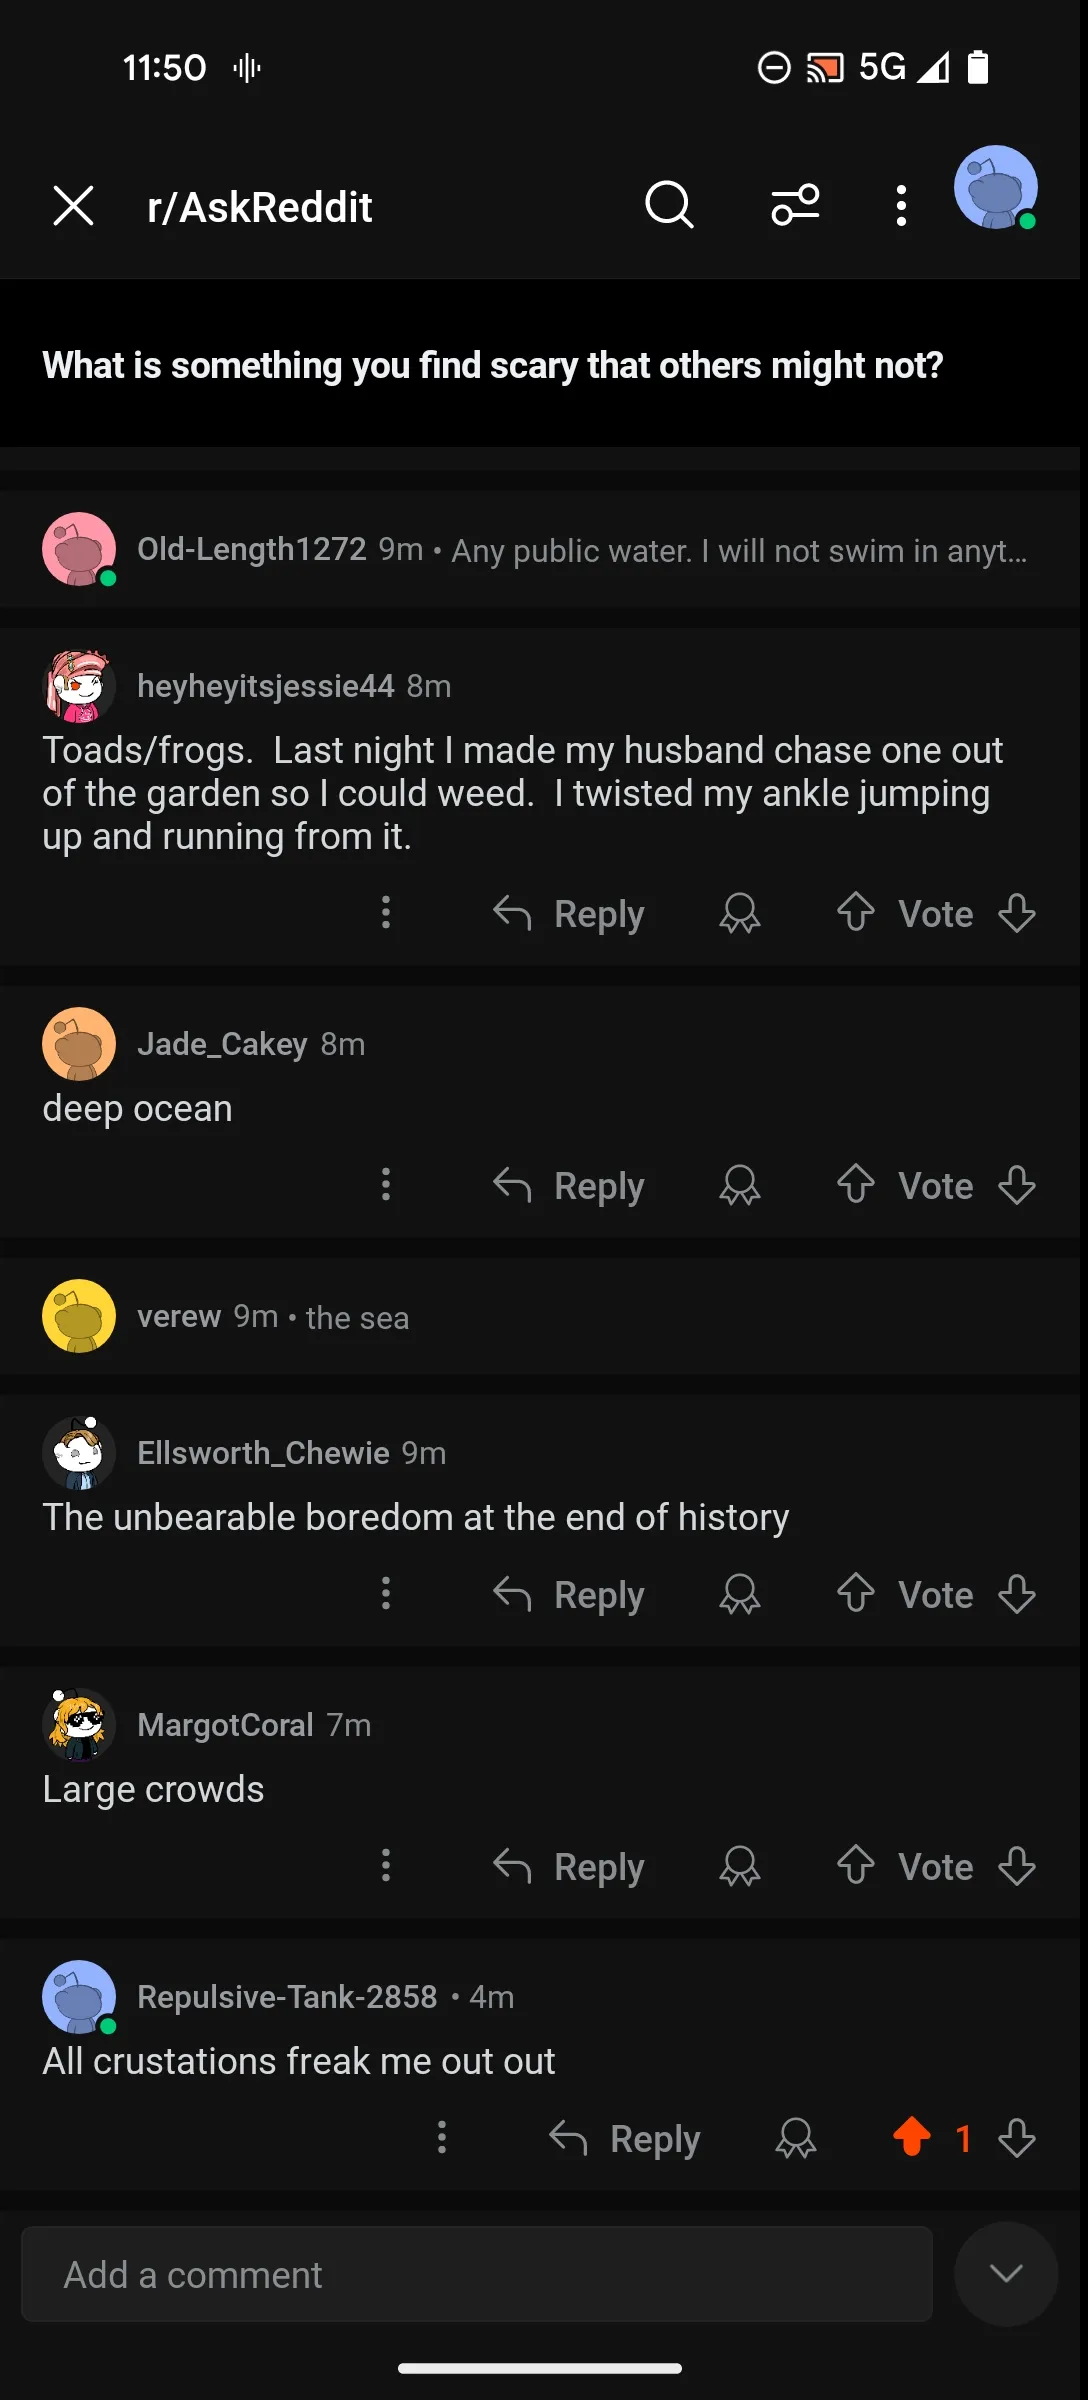 11:50
5G
r/AskReddit
What is something you find scary that others might not?
Old-Length1272 9m • Any public water. I will not swim in anyt...
heyheyitsjessie44 8m
Toads/frogs.  Last night I made my husband chase one out
of the garden so I could weed.  I twisted my ankle jumping
up and running from it.
Reply Vote
Jade_Cakey 8m
deep ocean
Reply Vote
verew 9m • the sea
Ellsworth_Chewie 9m
The unbearable boredom at the end of history
Reply Vote
MargotCoral 7m
Large crowds
Reply Vote
Repulsive-Tank-2858 • 4m
All crustations freak me out out
Reply 1
Add a comment